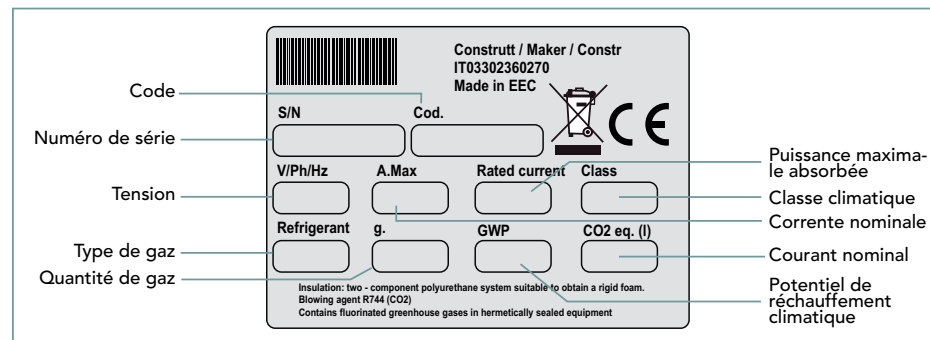 Construtt / Maker / Constr
IT03302360270
Made in EEC
Code
S/N
Cod.
Numéro de série
V/Ph/Hz
A.Max
Rated current
Class
Puissance maxima-
le absorbée
Tension
Classe climatique
Corrente nominale
Refrigerant
g.
GWP
CO2 eq. (l)
Type de gaz
Quantité de gaz
Courant nominal
Potentiel de
réchauffement
climatique
Insulation: two - component polyurethane system suitable to obtain a rigid foam.
Blowing agent R744 (CO2)
Contains fluorinated greenhouse gases in hermetically sealed equipment
CE